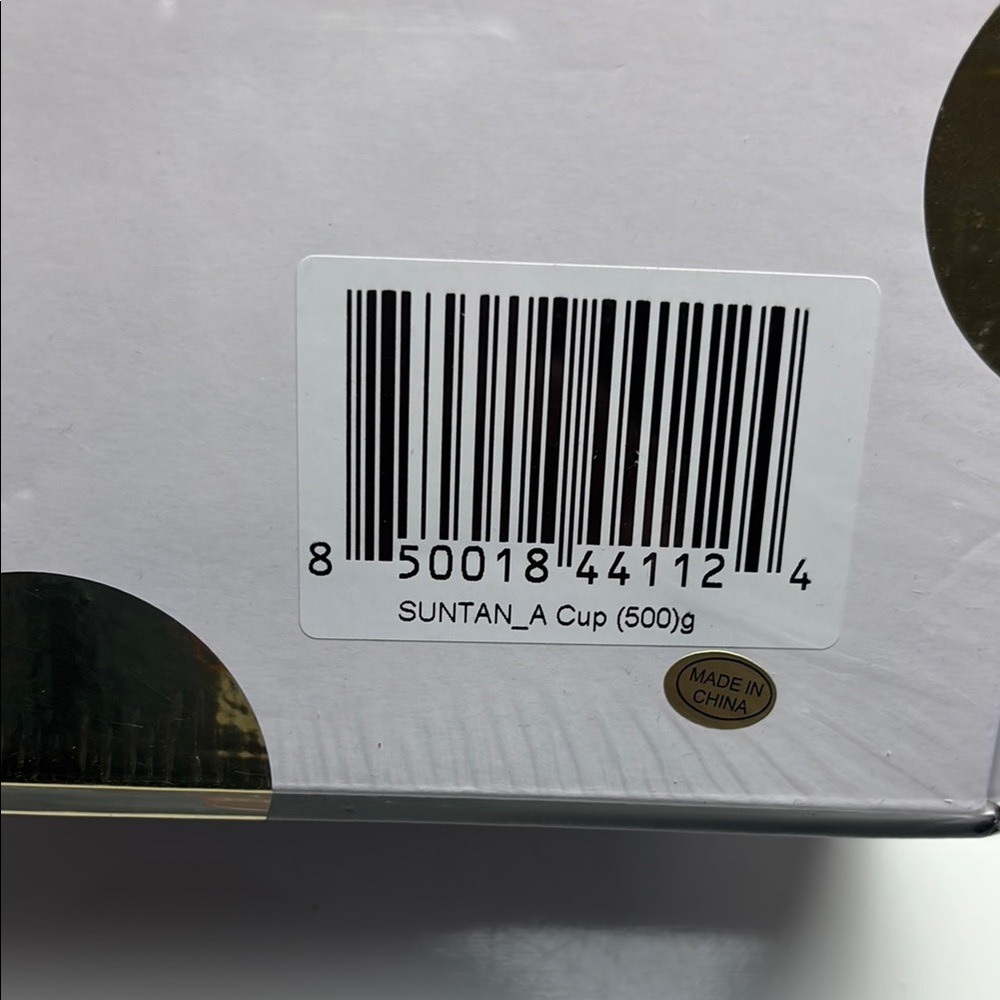 8 50018 44112 4
SUNTAN_A Cup (500)g
MADE IN
CHINA